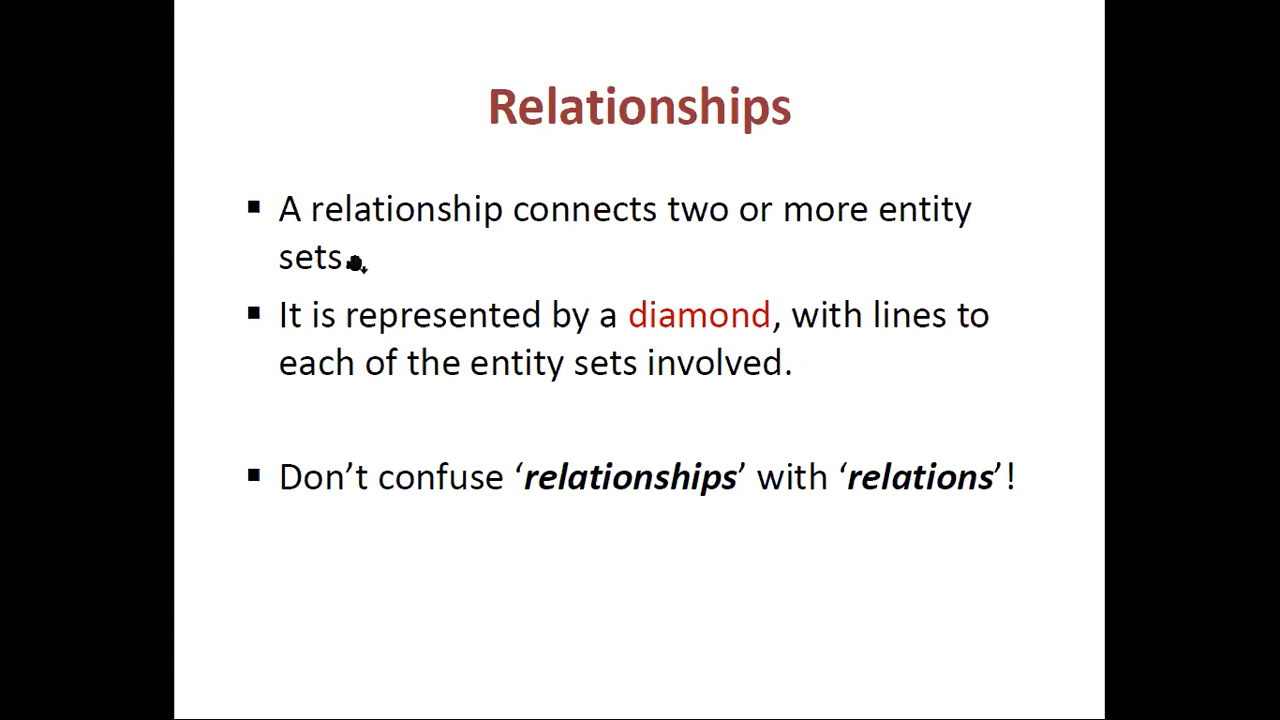 Relationships
▪ A relationship connects two or more entity
sets.
▪ It is represented by a diamond, with lines to
each of the entity sets involved.
▪ Don’t confuse ‘relationships’ with ‘relations’!